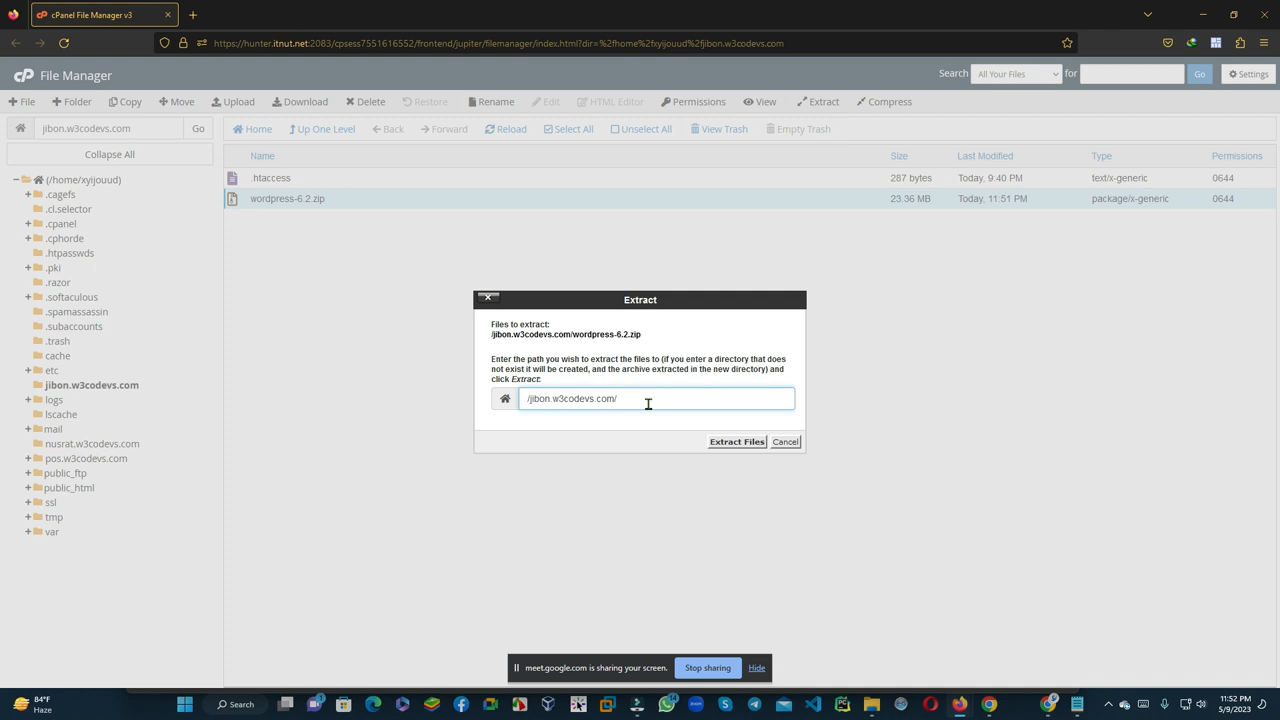 cPanel File Manager v3
https://hunter.itnut.net:2083/cpsess7551616552/frontend/jupiter/filemanager/index.html?dir=%2fhome%2fxyijouud%2fjibon.w3codevs.com
cP File Manager
Search All Your Files for Go Settings
File Folder Copy Move Upload Download Delete Restore Rename Edit HTML Editor Permissions View Extract Compress
jibon.w3codevs.com Go
Home Up One Level Back Forward Reload Select All Unselect All View Trash Empty Trash
Collapse All
Name Size Last Modified Type Permissions
.htaccess 287 bytes Today, 9:40 PM text/x-generic 0644
wordpress-6.2.zip 23.36 MB Today, 11:51 PM package/x-generic 0644
(/home/xyijouud)
.cagefs
.cl.selector
.cpanel
.cphorde
.htpasswds
.pki
.razor
.softaculous
.spamassassin
.subaccounts
.trash
cache
etc
jibon.w3codevs.com
logs
lscache
mail
nusrat.w3codevs.com
pos.w3codevs.com
public_ftp
public_html
ssl
tmp
var
Extract
Files to extract:
/jibon.w3codevs.com/wordpress-6.2.zip
Enter the path you wish to extract the files to (if you enter a directory that does
not exist it will be created, and the archive extracted in the new directory) and
click Extract:
/jibon.w3codevs.com/
Extract Files Cancel
meet.google.com is sharing your screen. Stop sharing Hide
84°F
Haze
Search
11:52 PM
5/9/2023